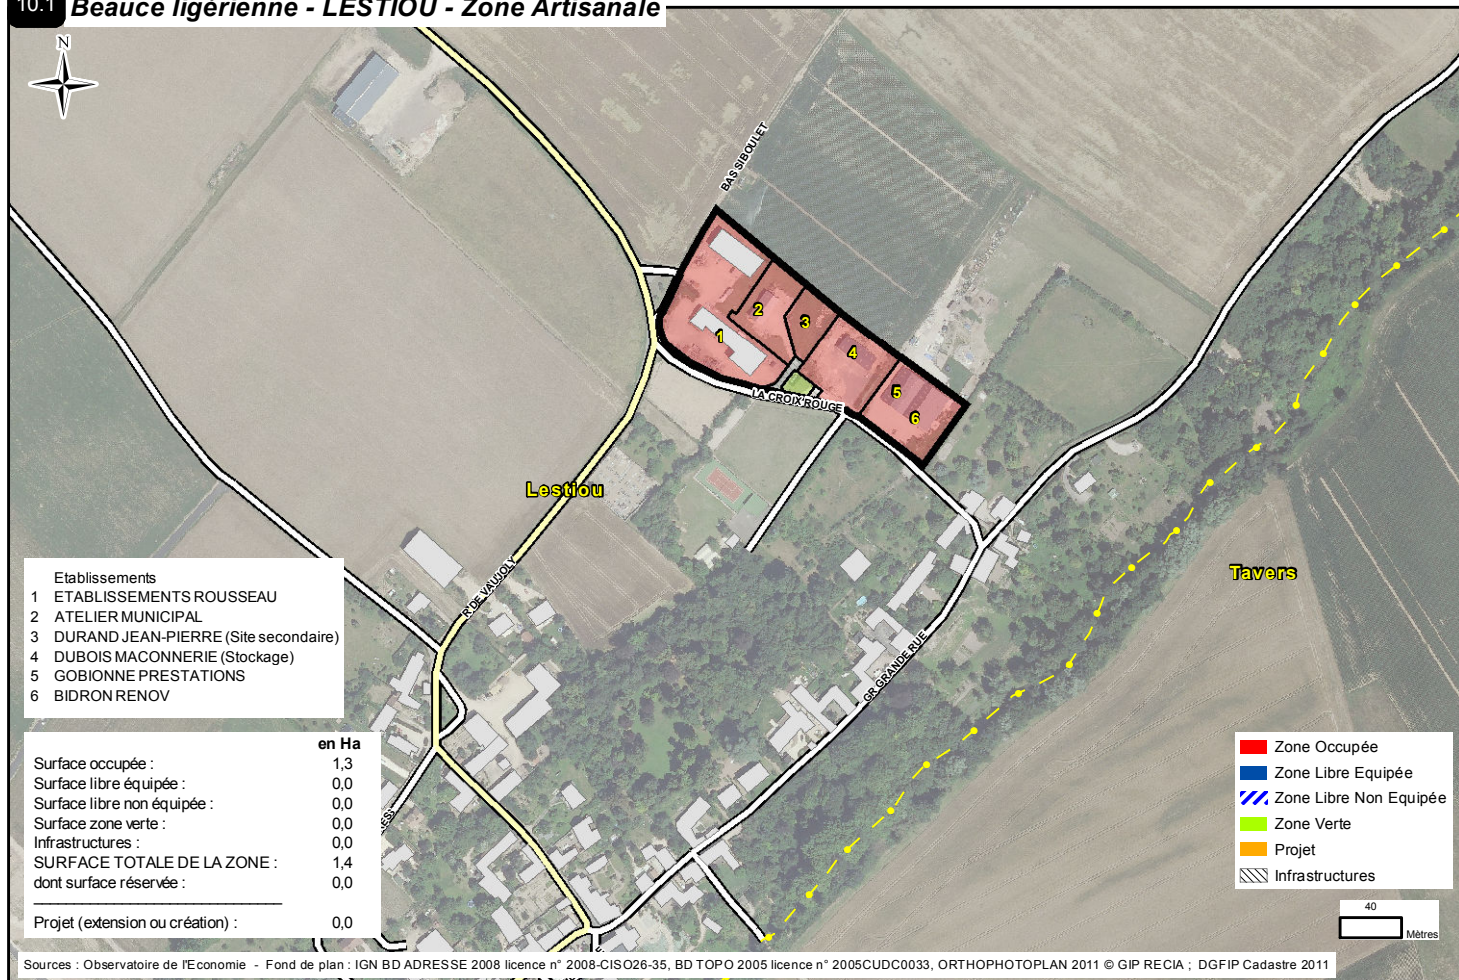 10.1 Beauce ligérienne - LESTIOU - Zone Artisanale
N
BAS SIBOULET
1
2
3
4
5
6
LA CROIX ROUGE
Lestiou
Tavers
R DE VAUJOLY
GR GRANDE RUE
Etablissements
1 ETABLISSEMENTS ROUSSEAU
2 ATELIER MUNICIPAL
3 DURAND JEAN-PIERRE (Site secondaire)
4 DUBOIS MACONNERIE (Stockage)
5 GOBIONNE PRESTATIONS
6 BIDRON RENOV
en Ha
Surface occupée : 1,3
Surface libre équipée : 0,0
Surface libre non équipée : 0,0
Surface zone verte : 0,0
Infrastructures : 0,0
SURFACE TOTALE DE LA ZONE : 1,4
dont surface réservée : 0,0
Projet (extension ou création) : 0,0
Zone Occupée
Zone Libre Equipée
Zone Libre Non Equipée
Zone Verte
Projet
Infrastructures
40
Mètres
Sources : Observatoire de l'Economie - Fond de plan : IGN BD ADRESSE 2008 licence n° 2008-CISO26-35, BD TOPO 2005 licence n° 2005CUDC0033, ORTHOPHOTOPLAN 2011 © GIP RECIA ; DGFIP Cadastre 2011